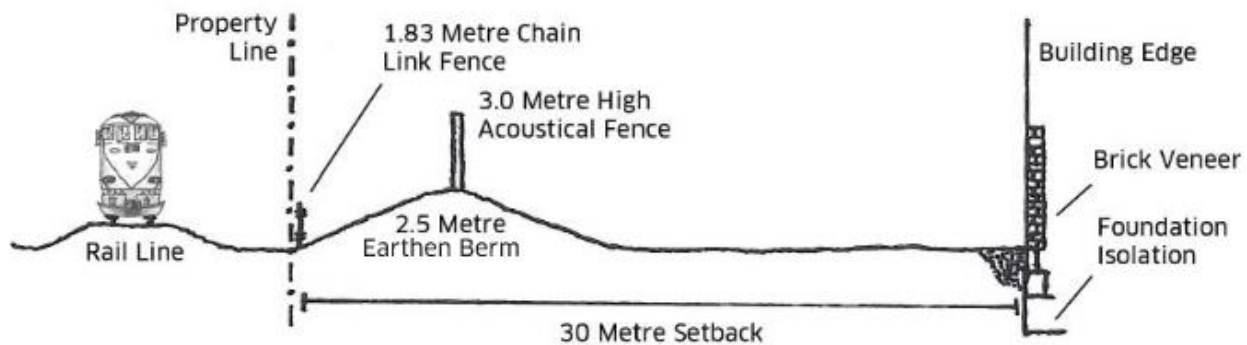 Property
Line
1.83 Metre Chain
Link Fence
3.0 Metre High
Acoustical Fence
Building Edge
Brick Veneer
Foundation
Isolation
Rail Line
2.5 Metre
Earthen Berm
30 Metre Setback